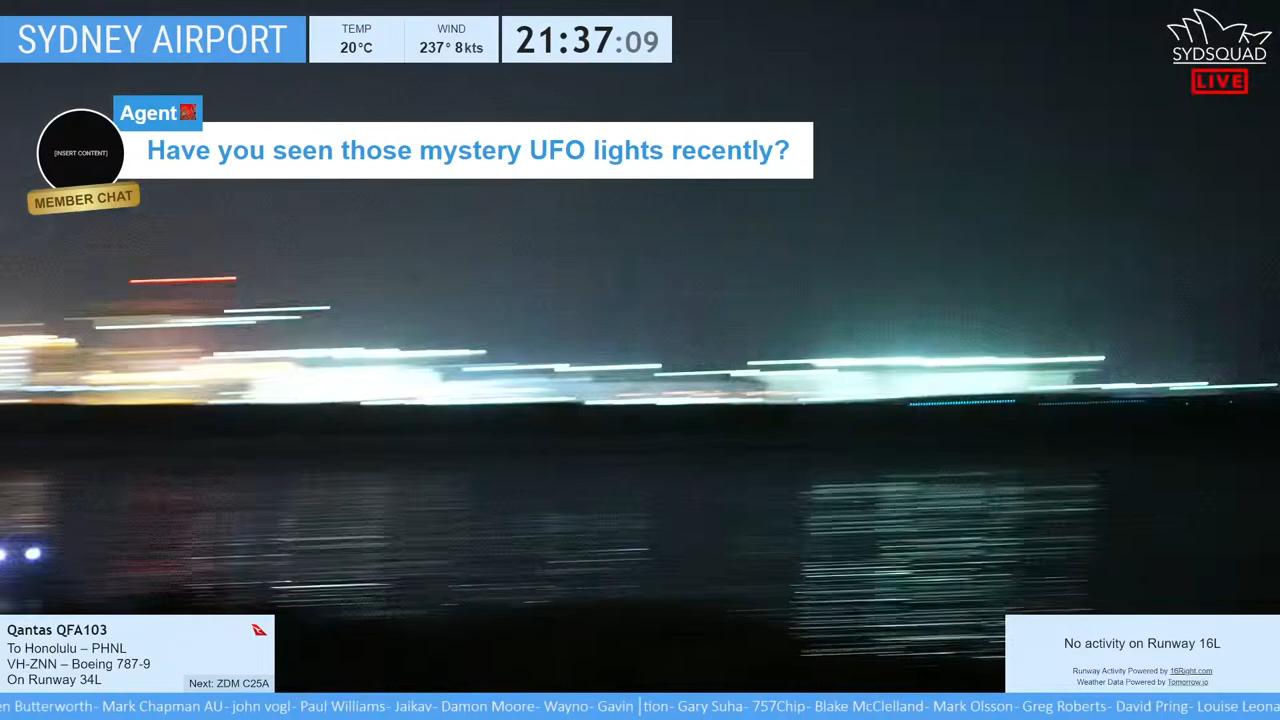 SYDNEY AIRPORT
TEMP
20°C
WIND
237° 8kts
21:37:09
SYDSQUAD
LIVE
Agent
[INSERT CONTENT]
MEMBER CHAT
Have you seen those mystery UFO lights recently?
Qantas QFA103
To Honolulu – PHNL
VH-ZNN – Boeing 787-9
On Runway 34L
Next: ZDM C25A
No activity on Runway 16L
Runway Activity Powered by 16Right.com
Weather Data Powered by Tomorrow.io
en Butterworth- Mark Chapman AU- john vogl- Paul Williams- Jaikav- Damon Moore- Wayno- Gavin |tion- Gary Suha- 757Chip- Blake McClelland- Mark Olsson- Greg Roberts- David Pring- Louise Leona